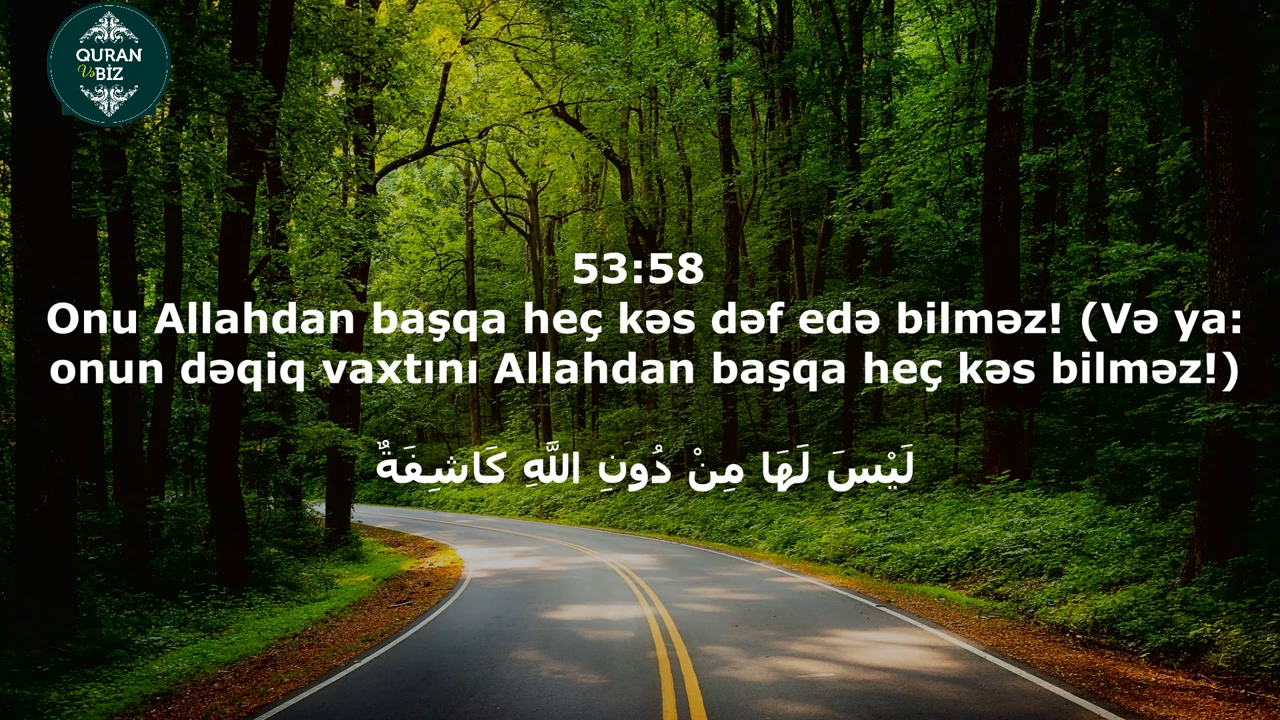 QURAN
Və BİZ
53:58
Onu Allahdan başqa heç kəs dəf edə bilməz! (Və ya:
onun dəqiq vaxtını Allahdan başqa heç kəs bilməz!)
لَيْسَ لَهَا مِنْ دُونِ اللَّهِ كَاشِفَةٌۜ